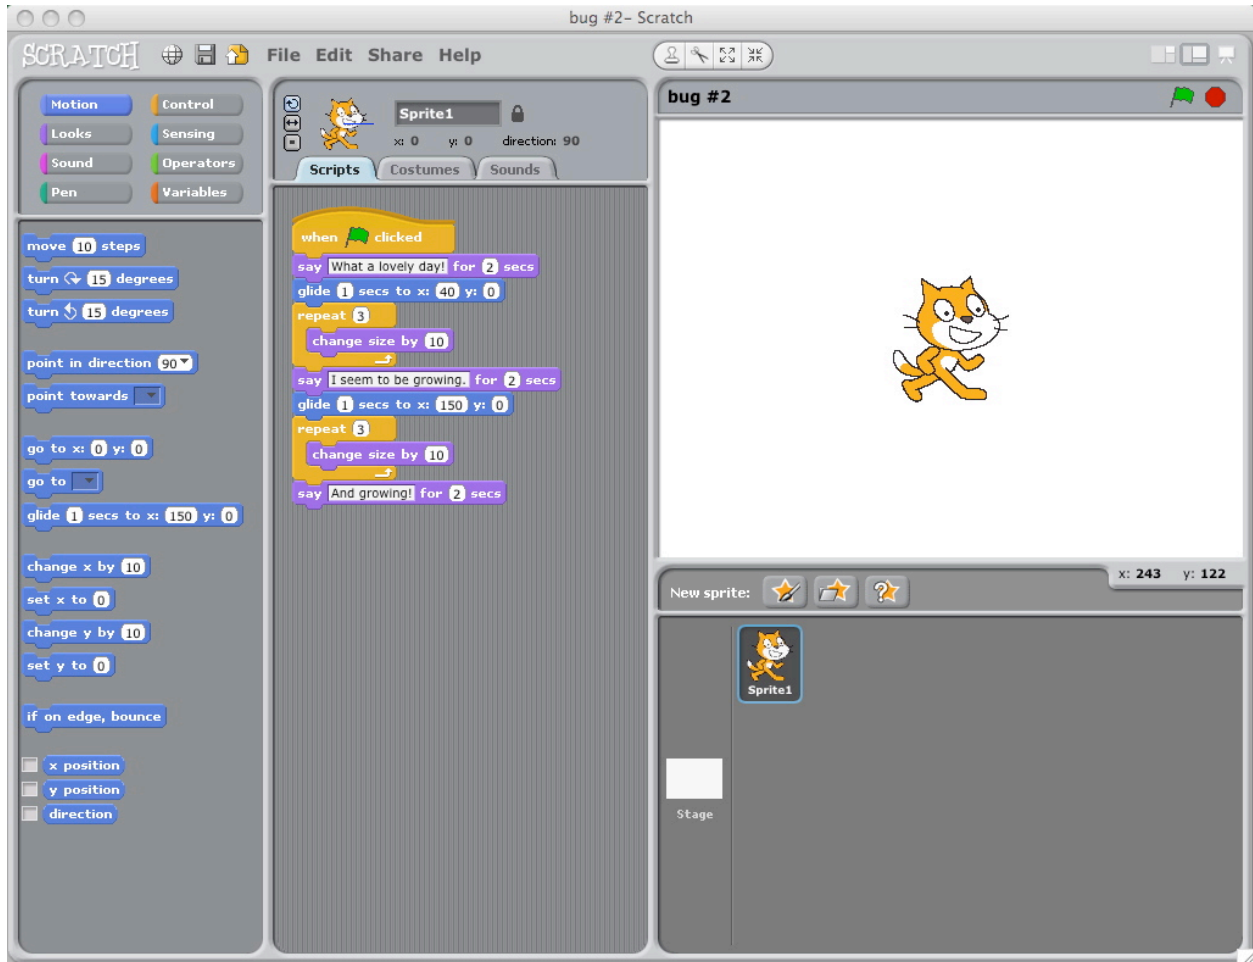 bug #2– Scratch
SCRATCH File Edit Share Help
Motion Control
Looks Sensing
Sound Operators
Pen Variables
move 10 steps
turn 15 degrees
turn 15 degrees
point in direction 90
point towards
go to x: 0 y: 0
go to
glide 1 secs to x: 150 y: 0
change x by 10
set x to 0
change y by 10
set y to 0
if on edge, bounce
x position
y position
direction
Sprite1
x: 0 y: 0 direction: 90
Scripts Costumes Sounds
when clicked
say What a lovely day! for 2 secs
glide 1 secs to x: 40 y: 0
repeat 3
change size by 10
say I seem to be growing. for 2 secs
glide 1 secs to x: 150 y: 0
repeat 3
change size by 10
say And growing! for 2 secs
bug #2
x: 243 y: 122
New sprite:
Sprite1
Stage